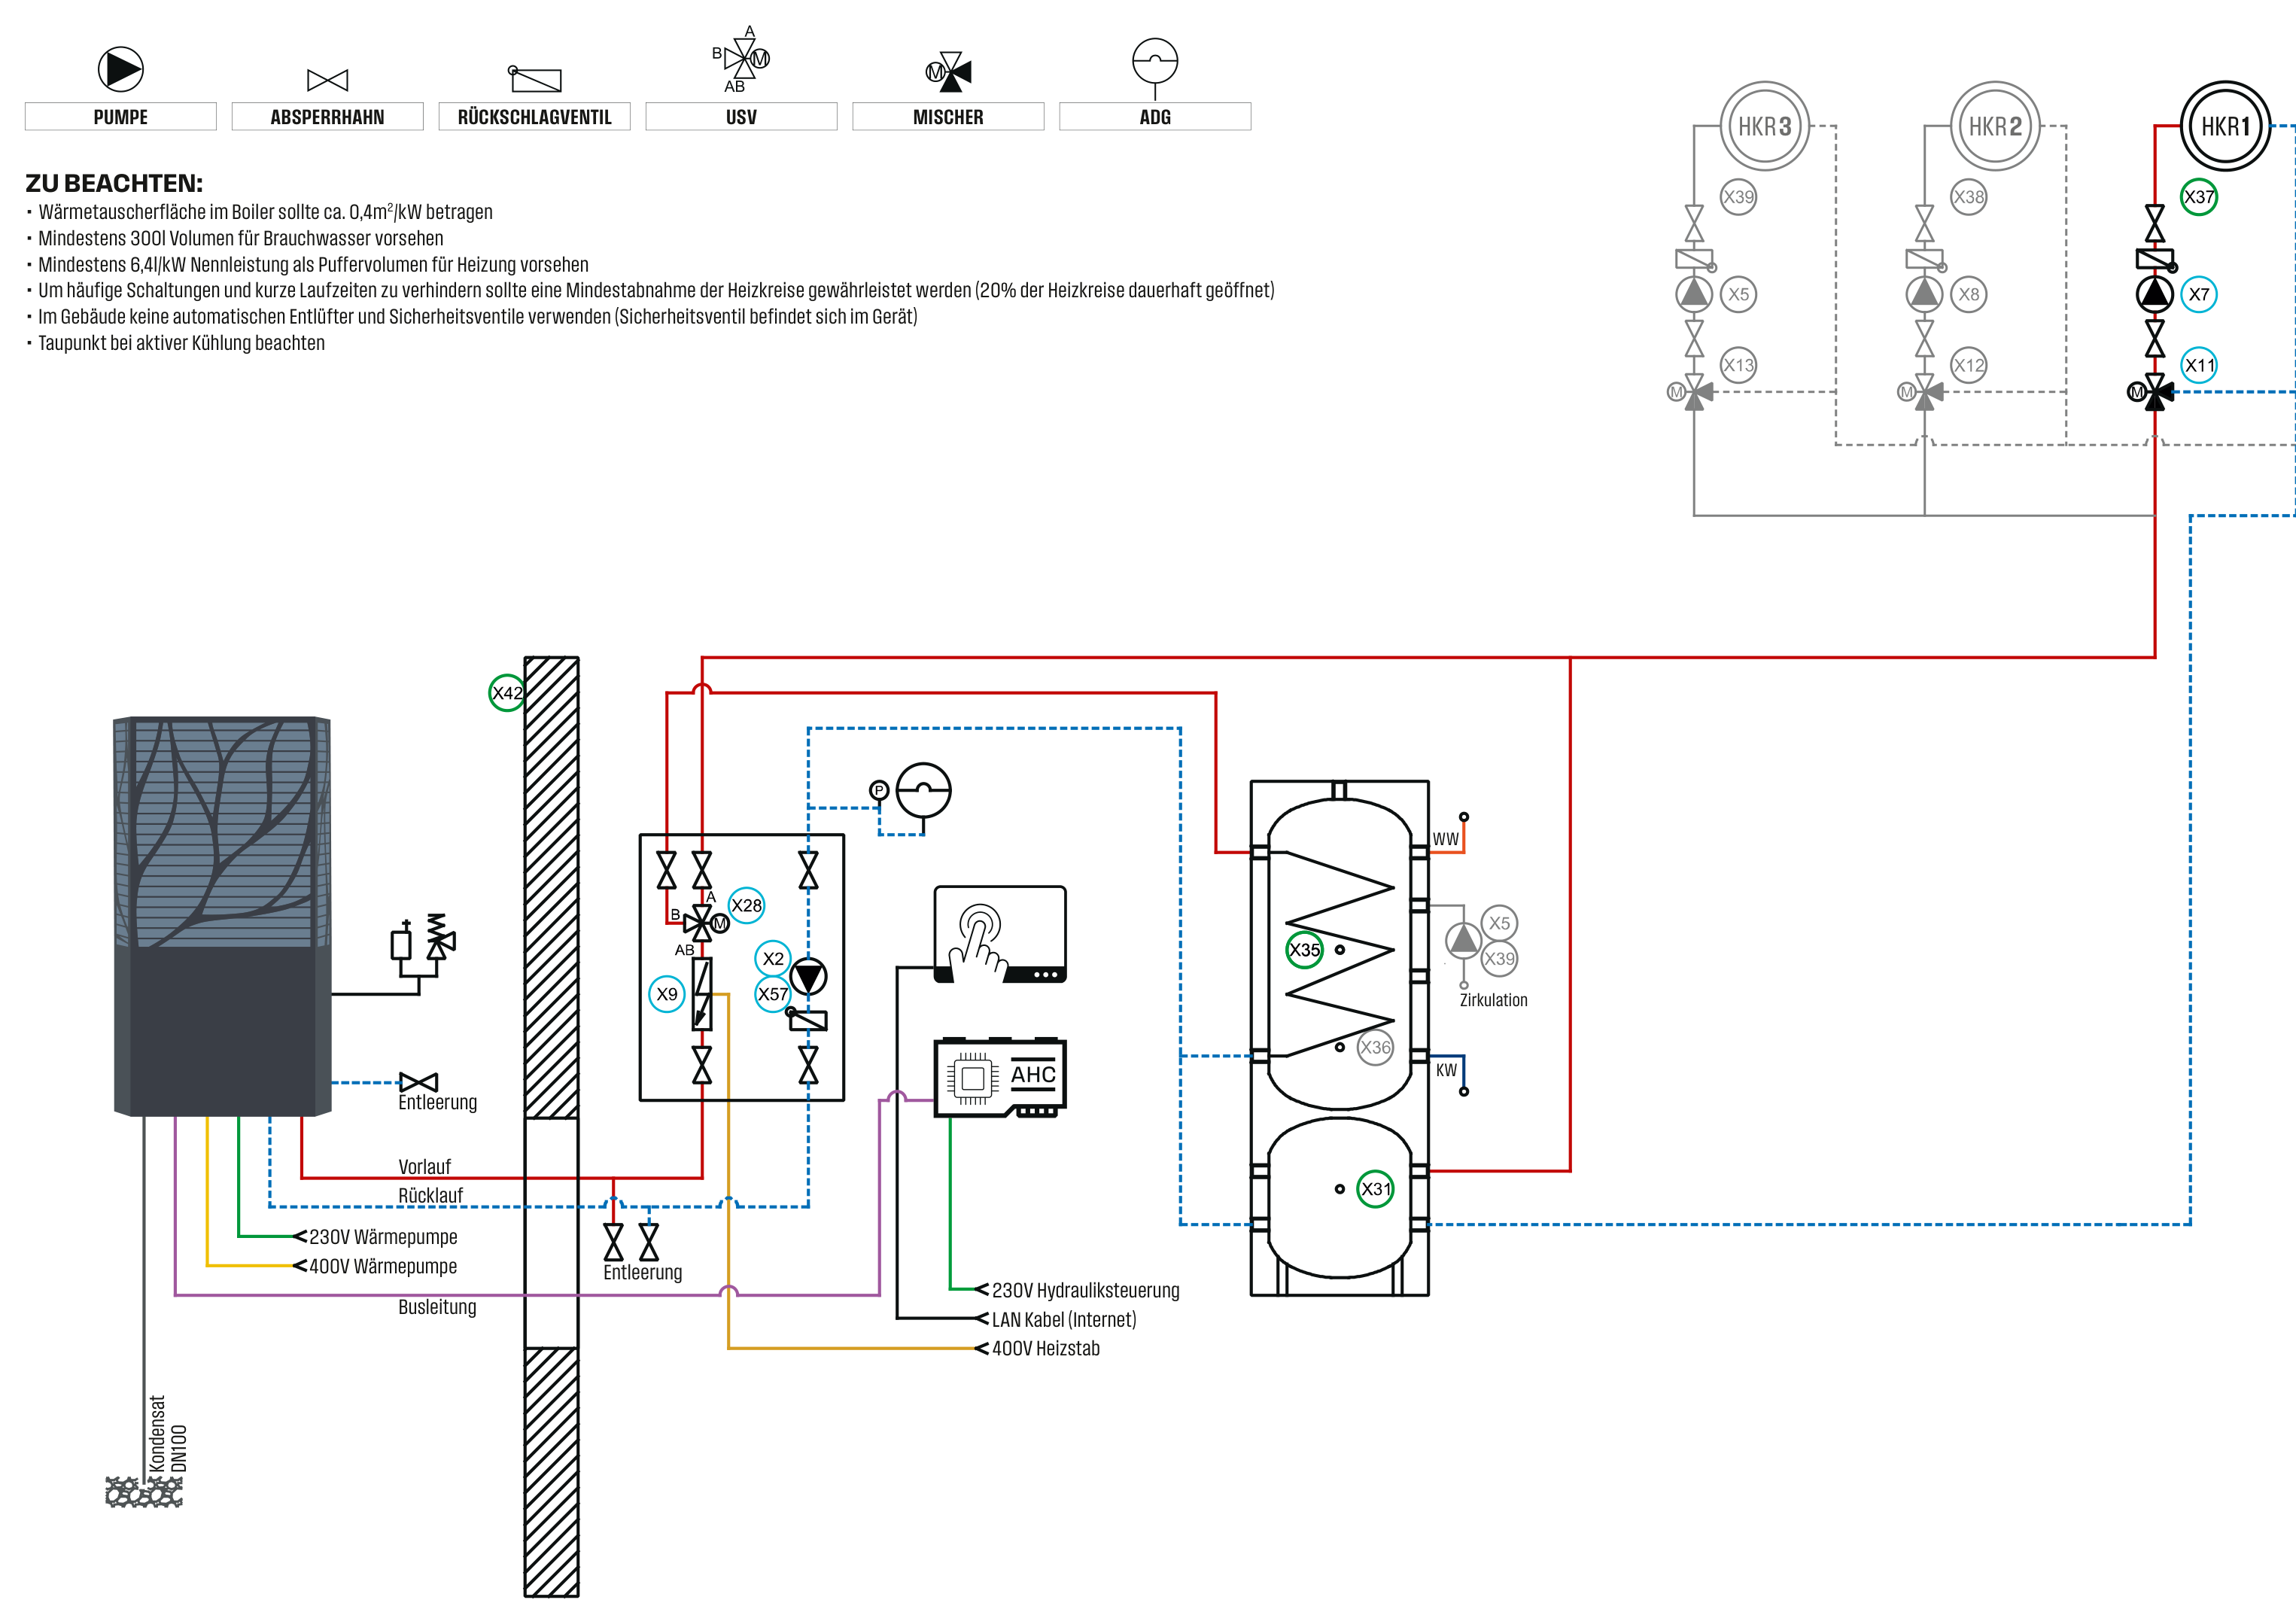 A
B
M
AB
M
PUMPE
ABSPERRHAHN
RÜCKSCHLAGVENTIL
USV
MISCHER
ADG
ZU BEACHTEN:
· Wärmetauscherfläche im Boiler sollte ca. 0,4m²/kW betragen
· Mindestens 300l Volumen für Brauchwasser vorsehen
· Mindestens 6,4l/kW Nennleistung als Puffervolumen für Heizung vorsehen
· Um häufige Schaltungen und kurze Laufzeiten zu verhindern sollte eine Mindestabnahme der Heizkreise gewährleistet werden (20% der Heizkreise dauerhaft geöffnet)
· Im Gebäude keine automatischen Entlüfter und Sicherheitsventile verwenden (Sicherheitsventil befindet sich im Gerät)
· Taupunkt bei aktiver Kühlung beachten
HKR3
HKR2
HKR1
X39
X38
X37
X5
X8
X7
X13
X12
X11
M
M
M
X42
P
A
X28
B
M
AB
X2
X9
X57
WW
X35
X5
X39
Zirkulation
X36
KW
AHC
Entleerung
Vorlauf
Rücklauf
X31
230V Wärmepumpe
400V Wärmepumpe
Entleerung
Busleitung
230V Hydrauliksteuerung
LAN Kabel (Internet)
400V Heizstab
Kondensat
DN100